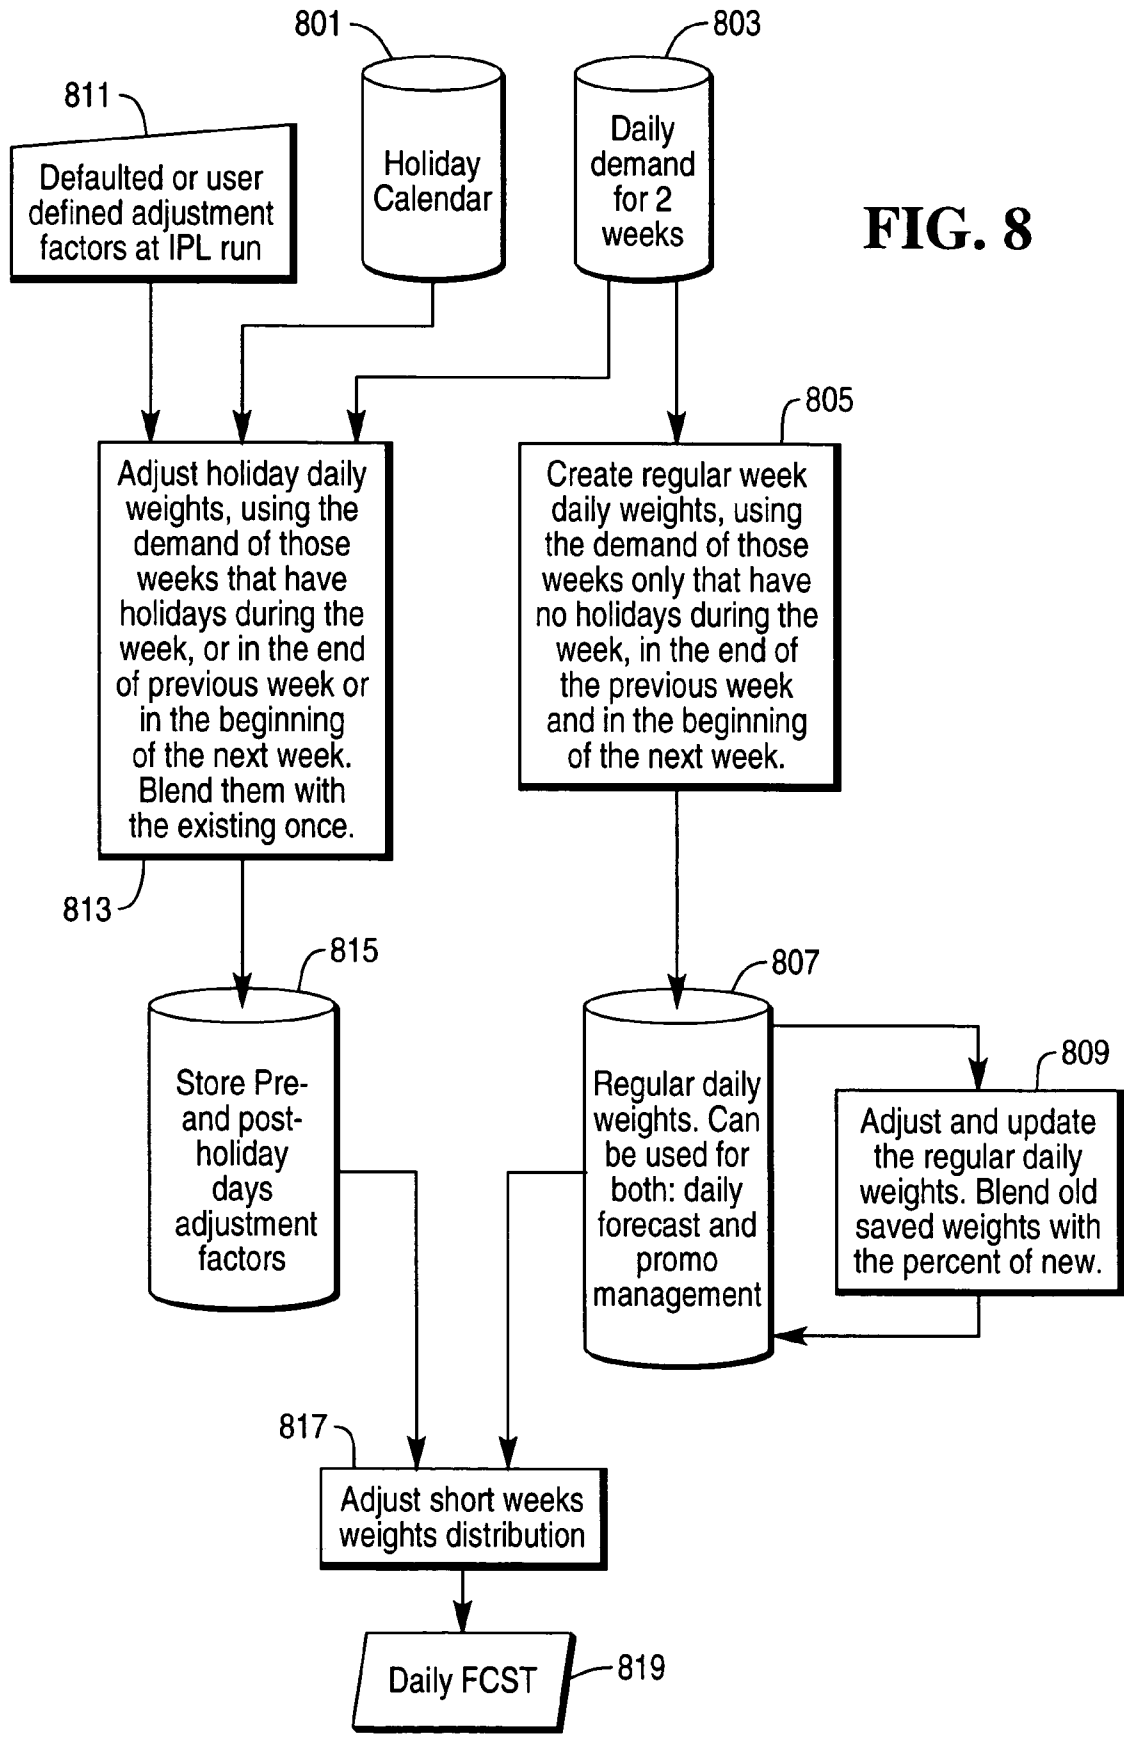 801
803
811
Defaulted or user
defined adjustment
factors at IPL run
Holiday
Calendar
Daily
demand
for 2
weeks
FIG. 8
805
Adjust holiday daily
weights, using the
demand of those
weeks that have
holidays during the
week, or in the end
of previous week or
in the beginning
of the next week.
Blend them with
the existing once.
Create regular week
daily weights, using
the demand of those
weeks only that have
no holidays during the
week, in the end of
the previous week
and in the beginning
of the next week.
813
815
807
Store Pre-
and post-
holiday
days
adjustment
factors
Regular daily
weights. Can
be used for
both: daily
forecast and
promo
management
809
Adjust and update
the regular daily
weights. Blend old
saved weights with
the percent of new.
817
Adjust short weeks
weights distribution
Daily FCST
819